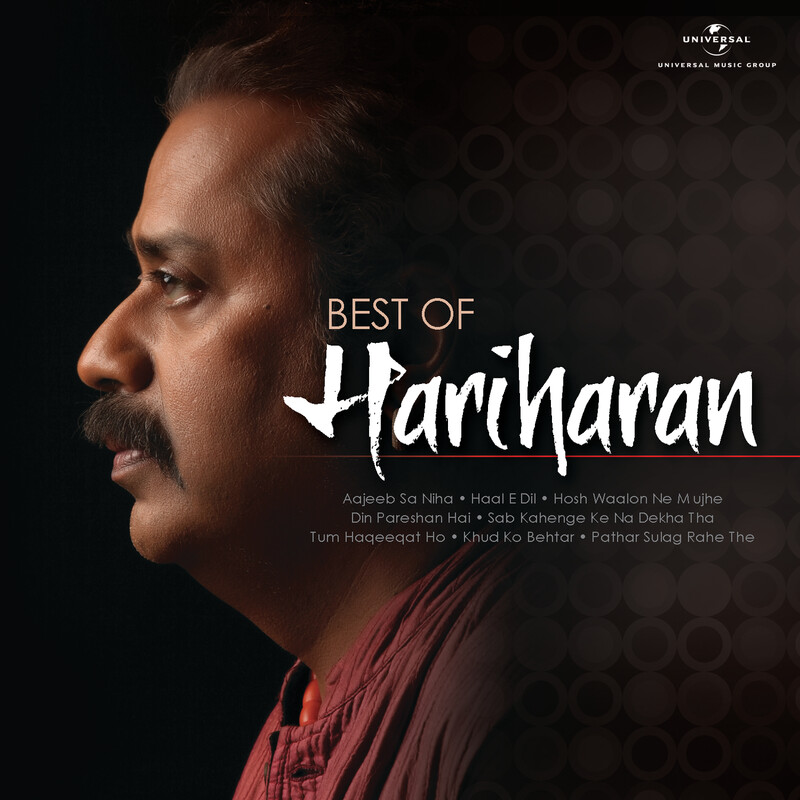 UNIVERSAL
UNIVERSAL MUSIC GROUP
BEST OF
Hariharan
Aajeeb Sa Niha • Haal E Dil • Hosh Waalon Ne Mujhe
Din Pareshan Hai • Sab Kahenge Ke Na Dekha Tha
Tum Haqeeqat Ho • Khud Ko Behtar • Pathar Sulag Rahe The